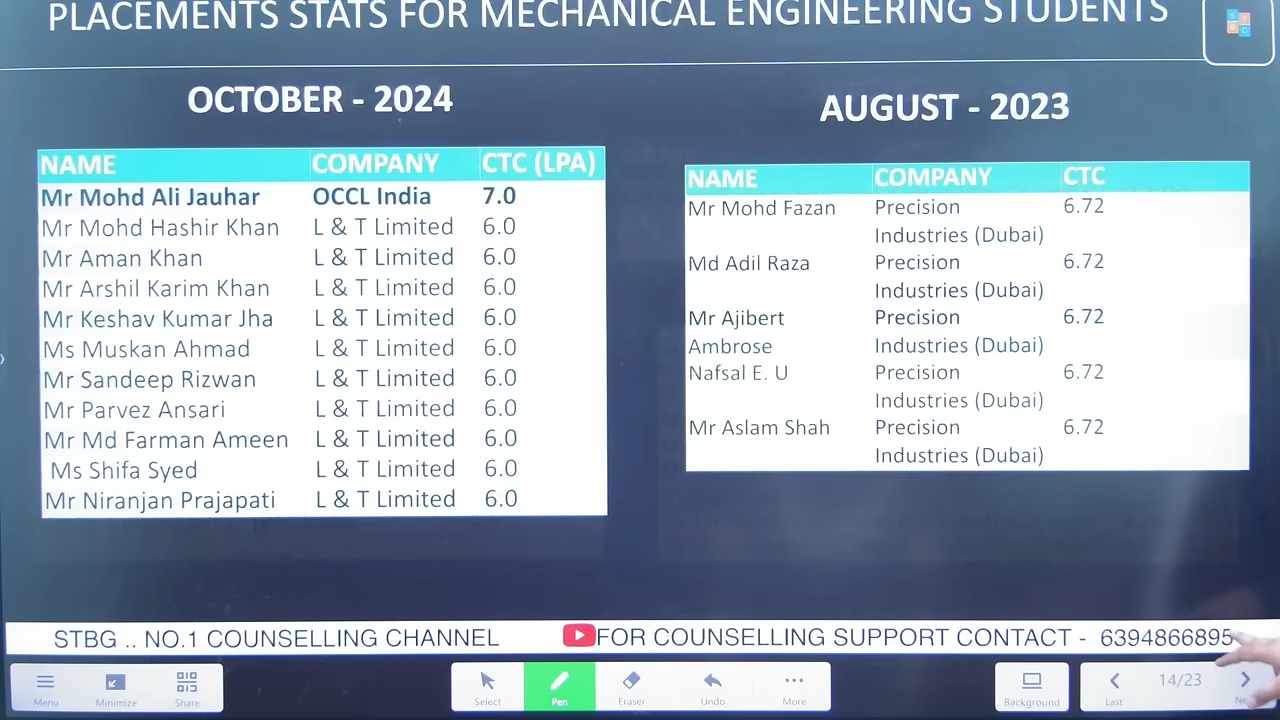 PLACEMENTS STATS FOR MECHANICAL ENGINEERING STUDENTS
OCTOBER - 2024
NAME COMPANY CTC (LPA)
Mr Mohd Ali Jauhar OCCL India 7.0
Mr Mohd Hashir Khan L & T Limited 6.0
Mr Aman Khan L & T Limited 6.0
Mr Arshil Karim Khan L & T Limited 6.0
Mr Keshav Kumar Jha L & T Limited 6.0
Ms Muskan Ahmad L & T Limited 6.0
Mr Sandeep Rizwan L & T Limited 6.0
Mr Parvez Ansari L & T Limited 6.0
Mr Md Farman Ameen L & T Limited 6.0
Ms Shifa Syed L & T Limited 6.0
Mr Niranjan Prajapati L & T Limited 6.0
AUGUST - 2023
NAME COMPANY CTC
Mr Mohd Fazan Precision 6.72
Industries (Dubai)
Md Adil Raza Precision 6.72
Industries (Dubai)
Mr Ajibert Precision 6.72
Ambrose Industries (Dubai)
Nafsal E. U Precision 6.72
Industries (Dubai)
Mr Aslam Shah Precision 6.72
Industries (Dubai)
STBG .. NO.1 COUNSELLING CHANNEL FOR COUNSELLING SUPPORT CONTACT - 6394866895
Menu Minimize Share Select Pen Eraser Undo More Background Last 14/23